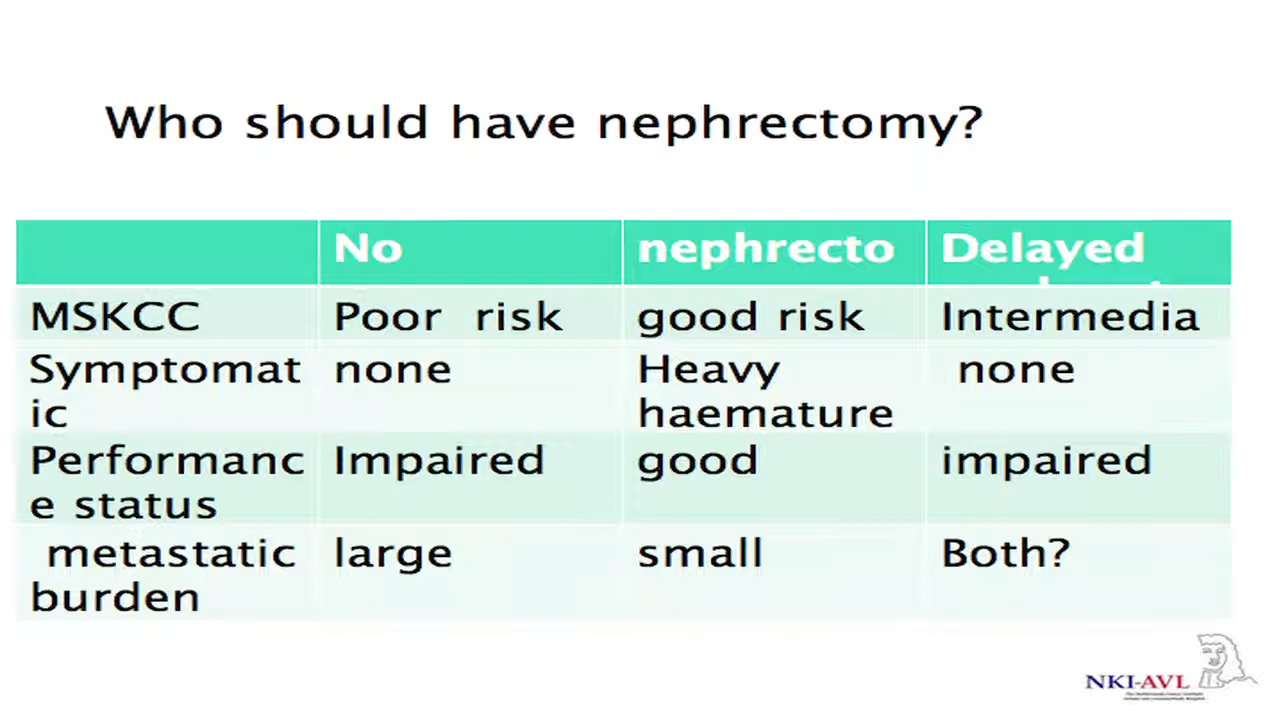 Who should have nephrectomy?
No nephrecto Delayed
MSKCC Poor risk good risk Intermedia
Symptomat none Heavy none
ic haemature
Performanc Impaired good impaired
e status
metastatic large small Both?
burden
NKI-AVL